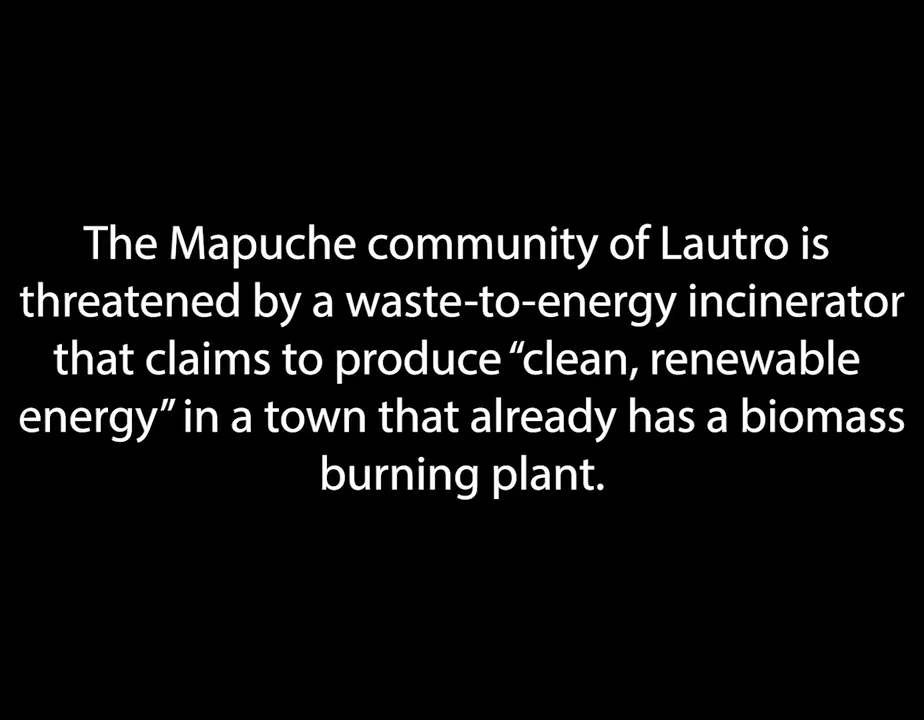 The Mapuche community of Lautro is
threatened by a waste-to-energy incinerator
that claims to produce “clean, renewable
energy” in a town that already has a biomass
burning plant.